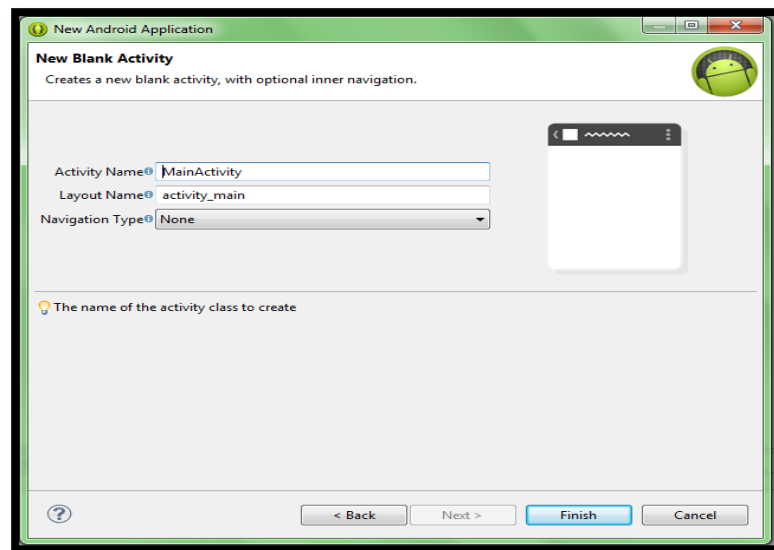 New Android Application
New Blank Activity
Creates a new blank activity, with optional inner navigation.
Activity Name MainActivity
Layout Name activity_main
Navigation Type None
The name of the activity class to create
?
< Back Next > Finish Cancel